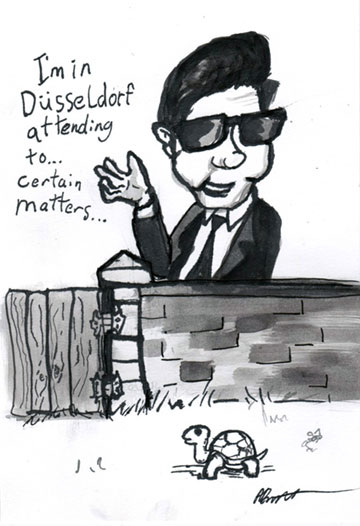 I'm in
Düsseldorf
attending
to...
certain
matters...